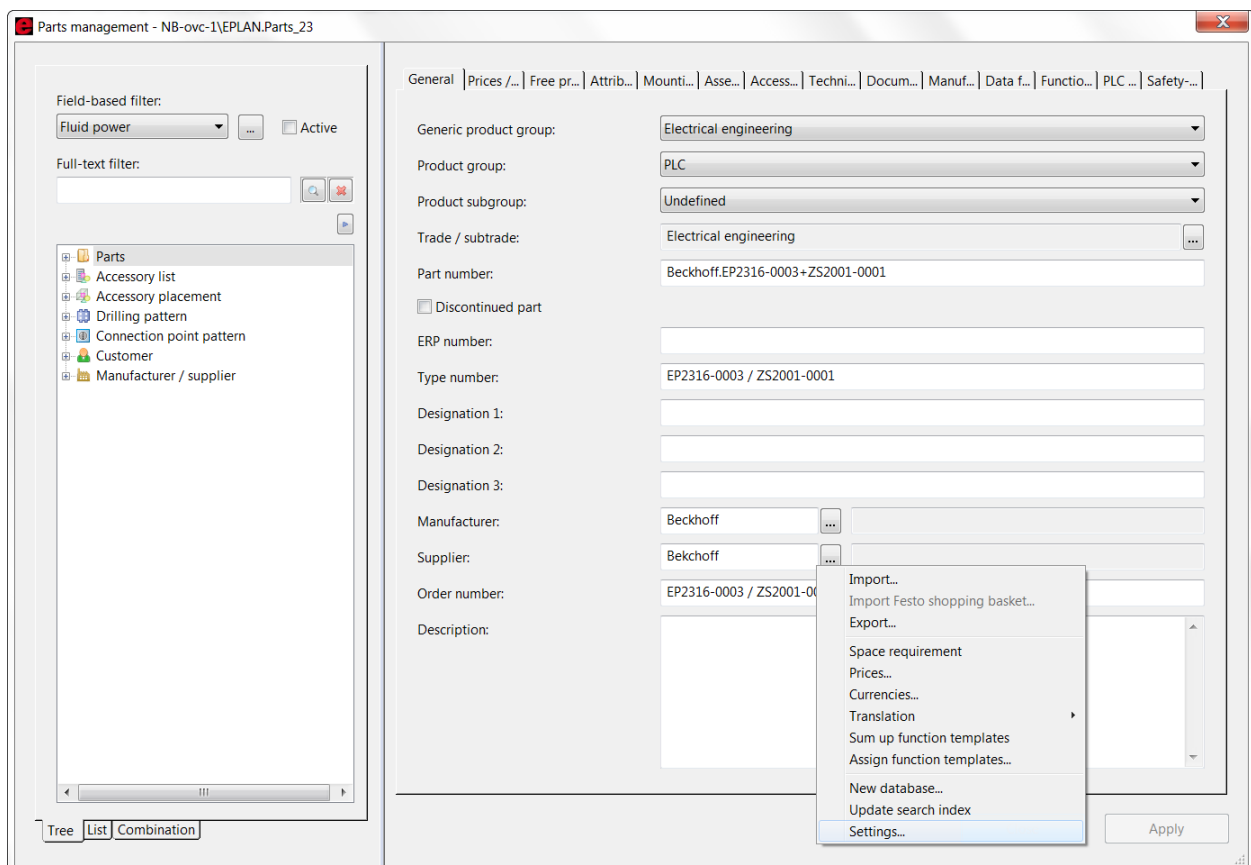 Parts management - NB-ovc-1\EPLAN.Parts_23
Field-based filter:
Fluid power
...
Active
Full-text filter:
Parts
Accessory list
Accessory placement
Drilling pattern
Connection point pattern
Customer
Manufacturer / supplier
Tree
List
Combination
General
Prices /...
Free pr...
Attrib...
Mounti...
Asse...
Access...
Techni...
Docum...
Manuf...
Data f...
Functio...
PLC ...
Safety-...
Generic product group:
Electrical engineering
Product group:
PLC
Product subgroup:
Undefined
Trade / subtrade:
Electrical engineering
...
Part number:
Beckhoff.EP2316-0003+ZS2001-0001
Discontinued part
ERP number:
Type number:
EP2316-0003 / ZS2001-0001
Designation 1:
Designation 2:
Designation 3:
Manufacturer:
Beckhoff
...
Supplier:
Bekchoff
...
Order number:
EP2316-0003 / ZS2001-00
Description:
Import...
Import Festo shopping basket...
Export...
Space requirement
Prices...
Currencies...
Translation
Sum up function templates
Assign function templates...
New database...
Update search index
Settings...
Apply